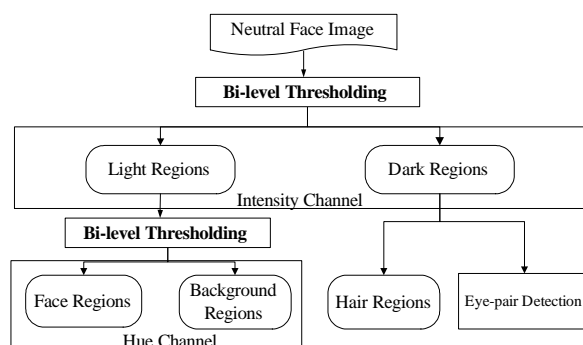 Neutral Face Image
Bi-level Thresholding
Light Regions
Dark Regions
Intensity Channel
Bi-level Thresholding
Face Regions
Background
Regions
Hair Regions
Eye-pair Detection
Hue Channel